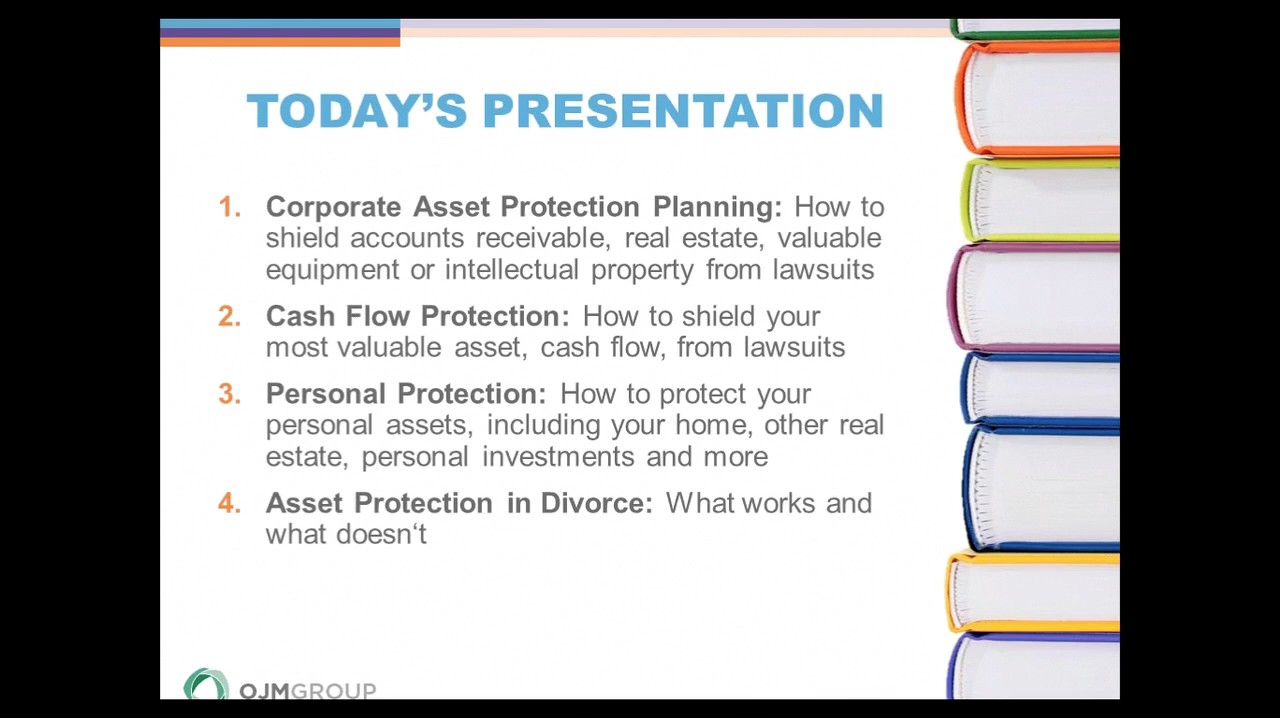 TODAY’S PRESENTATION
1. Corporate Asset Protection Planning: How to
shield accounts receivable, real estate, valuable
equipment or intellectual property from lawsuits
2. Cash Flow Protection: How to shield your
most valuable asset, cash flow, from lawsuits
3. Personal Protection: How to protect your
personal assets, including your home, other real
estate, personal investments and more
4. Asset Protection in Divorce: What works and
what doesn‘t
OJMGROUP